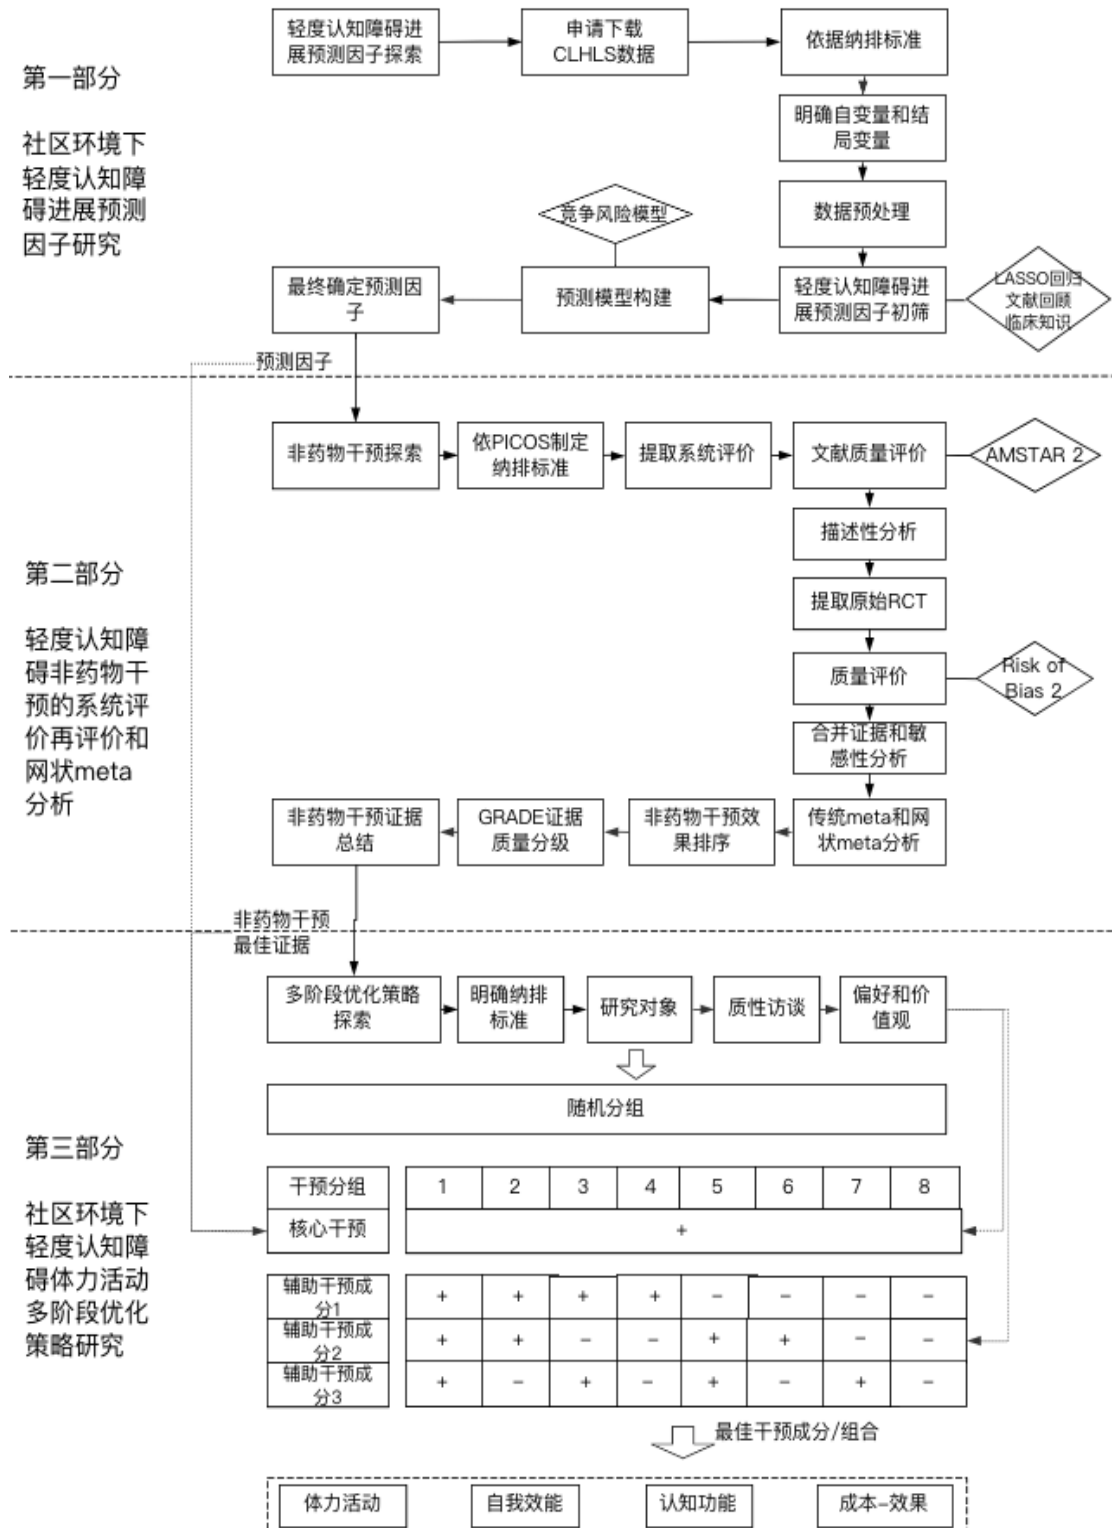 第一部分
社区环境下
轻度认知障
碍进展预测
因子研究
轻度认知障碍进
展预测因子探索
申请下载
CLHLS数据
依据纳排标准
明确自变量和结
局变量
数据预处理
竞争风险模型
最终确定预测因
子
预测模型构建
轻度认知障碍进
展预测因子初筛
LASSO回归
文献回顾
临床知识
预测因子
第二部分
轻度认知障
碍非药物干
预的系统评
价再评价和
网状meta
分析
非药物干预探索
依PICOS制定
纳排标准
提取系统评价
文献质量评价
AMSTAR 2
描述性分析
提取原始RCT
质量评价
Risk of
Bias 2
合并证据和敏
感性分析
非药物干预证据
总结
GRADE证据
质量分级
非药物干预效
果排序
传统meta和网
状meta分析
非药物干预
最佳证据
第三部分
社区环境下
轻度认知障
碍体力活动
多阶段优化
策略研究
多阶段优化策略
探索
明确纳排
标准
研究对象
质性访谈
偏好和价
值观
随机分组
干预分组 1 2 3 4 5 6 7 8
核心干预 +
辅助干预成
分1 + + + + − − − −
辅助干预成
分2 + + − − + + − −
辅助干预成
分3 + − + − + − + −
最佳干预成分/组合
体力活动 自我效能 认知功能 成本−效果